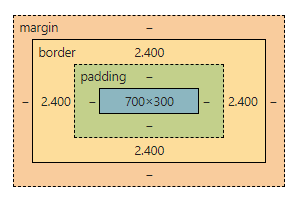 margin –
border 2.400
padding –
– 2.400 – 700×300 – 2.400 –
–
2.400
–